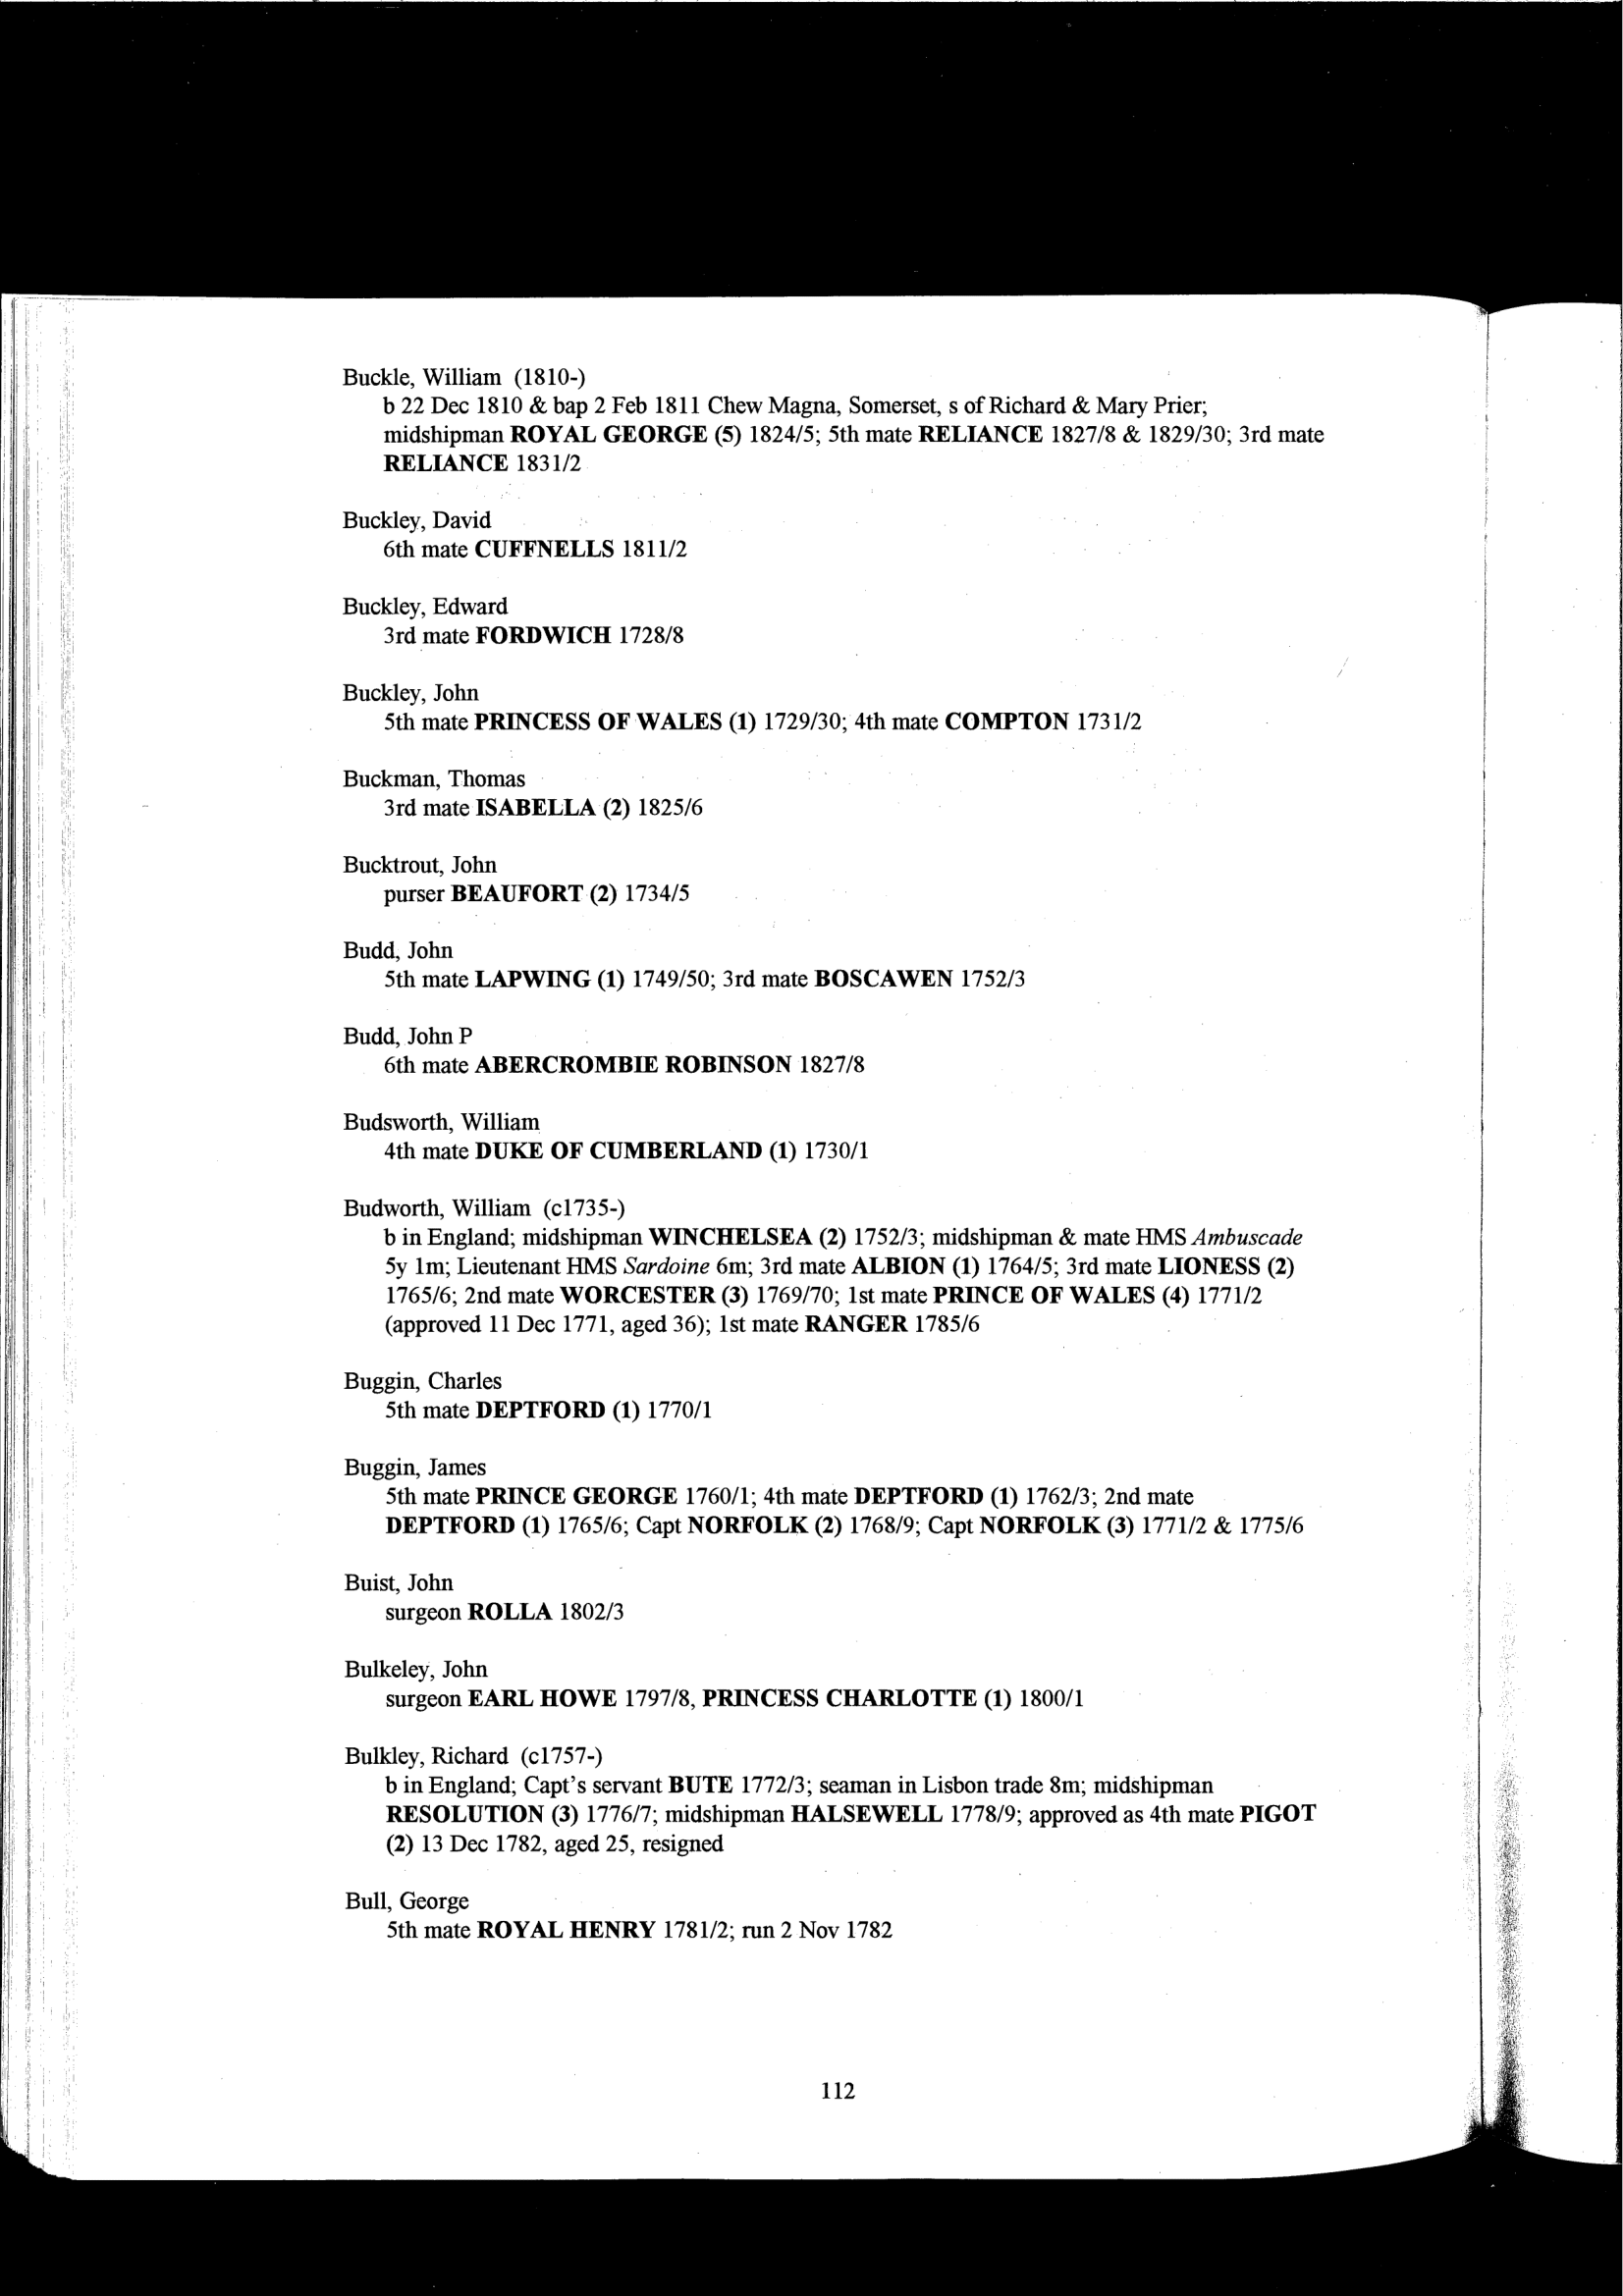 Buckle, William (1810-)
b 22 Dec 1810 & bap 2 Feb 1811 Chew Magna, Somerset, s of Richard & Mary Prier;
midshipman ROYAL GEORGE (5) 1824/5; 5th mate RELIANCE 1827/8 & 1829/30; 3rd mate
RELIANCE 1831/2
Buckley, David
6th mate CUFFNELLS 1811/2
Buckley, Edward
3rd mate FORDWICH 1728/8
Buckley, John
5th mate PRINCESS OF WALES (1) 1729/30; 4th mate COMPTON 1731/2
Buckman, Thomas
3rd mate ISABELLA (2) 1825/6
Bucktrout, John
purser BEAUFORT (2) 1734/5
Budd, John
5th mate LAPWING (1) 1749/50; 3rd mate BOSCAWEN 1752/3
Budd, John P
6th mate ABERCROMBIE ROBINSON 1827/8
Budsworth, William
4th mate DUKE OF CUMBERLAND (1) 1730/1
Budworth, William (c1735-)
b in England; midshipman WINCHELSEA (2) 1752/3; midshipman & mate HMS Ambuscade
5y 1m; Lieutenant HMS Sardoine 6m; 3rd mate ALBION (1) 1764/5; 3rd mate LIONESS (2)
1765/6; 2nd mate WORCESTER (3) 1769/70; 1st mate PRINCE OF WALES (4) 1771/2
(approved 11 Dec 1771, aged 36); 1st mate RANGER 1785/6
Buggin, Charles
5th mate DEPTFORD (1) 1770/1
Buggin, James
5th mate PRINCE GEORGE 1760/1; 4th mate DEPTFORD (1) 1762/3; 2nd mate
DEPTFORD (1) 1765/6; Capt NORFOLK (2) 1768/9; Capt NORFOLK (3) 1771/2 & 1775/6
Buist, John
surgeon ROLLA 1802/3
Bulkeley, John
surgeon EARL HOWE 1797/8, PRINCESS CHARLOTTE (1) 1800/1
Bulkley, Richard (c1757-)
b in England; Capt's servant BUTE 1772/3; seaman in Lisbon trade 8m; midshipman
RESOLUTION (3) 1776/7; midshipman HALSEWELL 1778/9; approved as 4th mate PIGOT
(2) 13 Dec 1782, aged 25, resigned
Bull, George
5th mate ROYAL HENRY 1781/2; run 2 Nov 1782
112